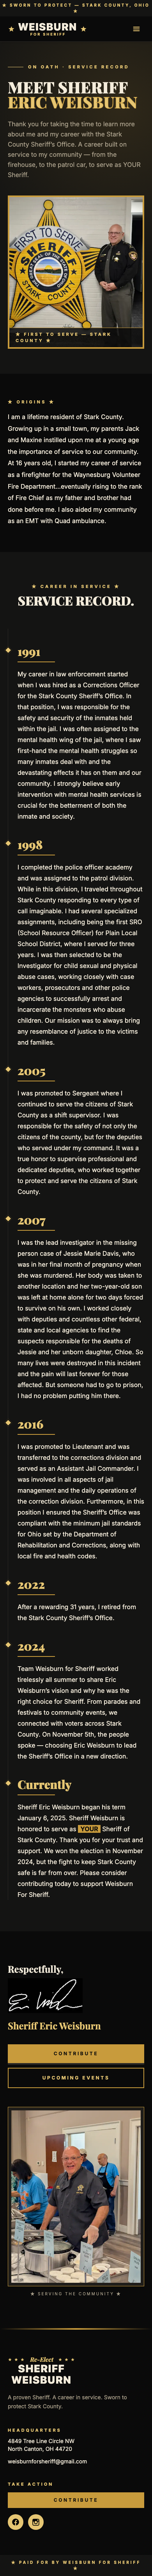 ★ SWORN TO PROTECT — STARK COUNTY, OHIO
★
★ WEISBURN ★
FOR SHERIFF
ON OATH · SERVICE RECORD
MEET SHERIFF
ERIC WEISBURN
Thank you for taking the time to learn more
about me and my career with the Stark
County Sheriff's Office. A career built on
service to my community — from the
firehouse, to the patrol car, to serve as YOUR
Sheriff.
STARK CO.
SHERIFF
★ FIRST TO SERVE — STARK
COUNTY ★
★ ORIGINS ★
I am a lifetime resident of Stark County.
Growing up in a small town, my parents Jack
and Maxine instilled upon me at a young age
the importance of service to our community.
At 16 years old, I started my career of service
as a firefighter for the Waynesburg Volunteer
Fire Department — eventually rising to the rank
of Fire Chief as my father and brother had
done before me. I also aided my community
as an EMT with Quad ambulance.
★ CAREER IN SERVICE ★
SERVICE RECORD.
1991
My career in law enforcement started
when I was hired as a Corrections Officer
for the Stark County Sheriff's Office. In
that position, I was responsible for the
safety and security of the inmates held
within the jail. I was often assigned to the
mental health wing of the jail, where I saw
first-hand the mental health struggles so
many inmates deal with and the
devastating effects it has on them and our
community. I strongly believe early
intervention with mental health services is
crucial for the betterment of both the
inmate and society.
1998
I completed the police officer academy
and was assigned to the patrol division.
While in this division, I traveled throughout
Stark County responding to every type of
call imaginable. I had several specialized
assignments, including being the first SRO
(School Resource Officer) for Plain Local
School District, where I served for three
years. I was then selected to be the
Investigator for child sexual and physical
abuse cases, working closely with case
workers, prosecutors and other police
agencies to successfully arrest and
incarcerate the monsters who abuse
children. Our mission was to always bring
any resemblance of justice to the victims
and families.
2005
I was promoted to Sergeant where I
continued to serve the citizens of Stark
County as a shift supervisor. I was
responsible for the safety of not only the
citizens of the county, but for the deputies
who served under my command. It was a
true honor to supervise professional and
dedicated deputies, who worked together
to protect and serve the citizens of Stark
County.
2007
I was the lead investigator in the missing
person case of Jessie Marie Davis, who
was in her final month of pregnancy when
she was murdered. Her body was taken to
another location and her two-year-old son
was left at home alone for two days forced
to survive on his own. I worked closely
with deputies and countless other federal,
state and local agencies to find the
suspects responsible for the deaths of
Jessie and her unborn daughter, Chloe. So
many lives were destroyed in this incident
and the pain will last forever for those
affected. But someone had to go to prison,
I had no problem putting him there.
2016
I was promoted to Lieutenant and was
transferred to the corrections division and
served as an Assistant Jail Commander. I
was involved in all aspects of jail
management and the daily operations of
the correction division. Furthermore, in this
position I ensured the Sheriff's Office was
compliant with the minimum jail standards
for Ohio set by the Department of
Rehabilitation and Corrections, along with
local fire and health codes.
2022
After a rewarding 31 years, I retired from
the Stark County Sheriff's Office.
2024
Team Weisburn for Sheriff worked
tirelessly all summer to share Eric
Weisburn's vision and why he was the
right choice for Sheriff. From parades and
festivals to community events, we
connected with voters across Stark
County. On November 5th, the people
spoke — choosing Eric Weisburn to lead
the Sheriff's Office in a new direction.
Currently
Sheriff Eric Weisburn began his term
January 6, 2025. Sheriff Weisburn is
honored to serve as YOUR Sheriff of
Stark County. Thank you for your trust and
support. We won the election in November
2024, but the fight to keep Stark County
safe is far from over. Please consider
contributing today to support Weisburn
For Sheriff.
Respectfully,
Sheriff Eric Weisburn
CONTRIBUTE
UPCOMING EVENTS
★ SERVING THE COMMUNITY ★
★ ★ ★ Re-Elect ★ ★ ★
SHERIFF
WEISBURN
A proven Sheriff. A career in service. Sworn to
protect Stark County.
HEADQUARTERS
4849 Tree Line Circle NW
North Canton, OH 44720
weisburnforsheriff@gmail.com
TAKE ACTION
CONTRIBUTE
★ PAID FOR BY WEISBURN FOR SHERIFF
★